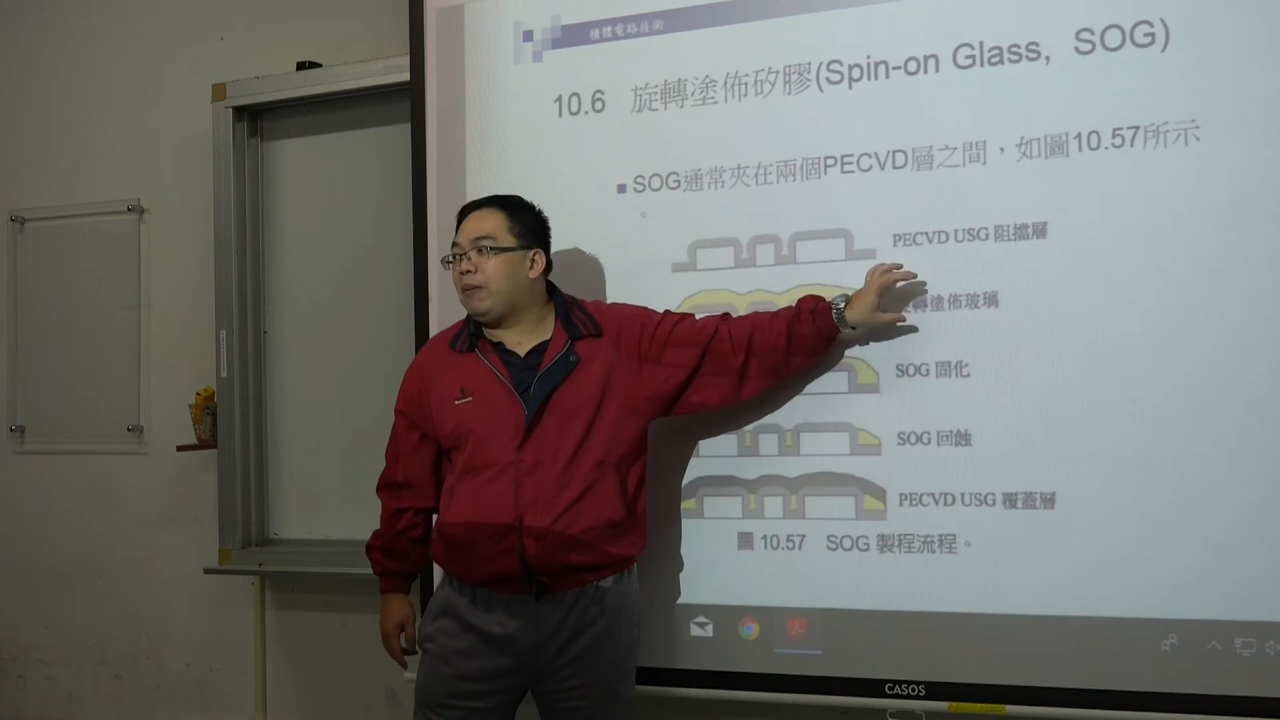 積體電路技術
10.6 旋轉塗佈矽膠(Spin-on Glass, SOG)
SOG通常夾在兩個PECVD層之間，如圖10.57所示
。
PECVD USG 阻擋層
轉塗佈玻璃
SOG 固化
SOG 回蝕
PECVD USG 覆蓋層
圖 10.57 SOG 製程流程。
CASOS